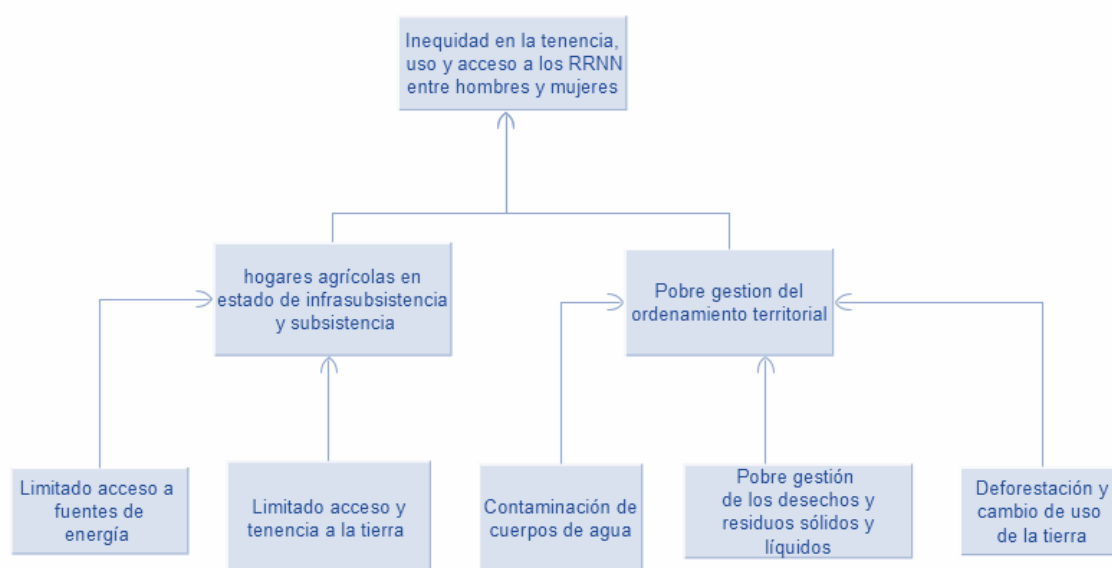 Inequidad en la tenencia,
uso y acceso a los RRNN
entre hombres y mujeres
hogares agrícolas en
estado de infrasubsistencia
y subsistencia
Pobre gestion del
ordenamiento territorial
Limitado acceso a
fuentes de
energía
Limitado acceso y
tenencia a la tierra
Contaminación de
cuerpos de agua
Pobre gestión
de los desechos y
residuos sólidos y
líquidos
Deforestación y
cambio de uso
de la tierra